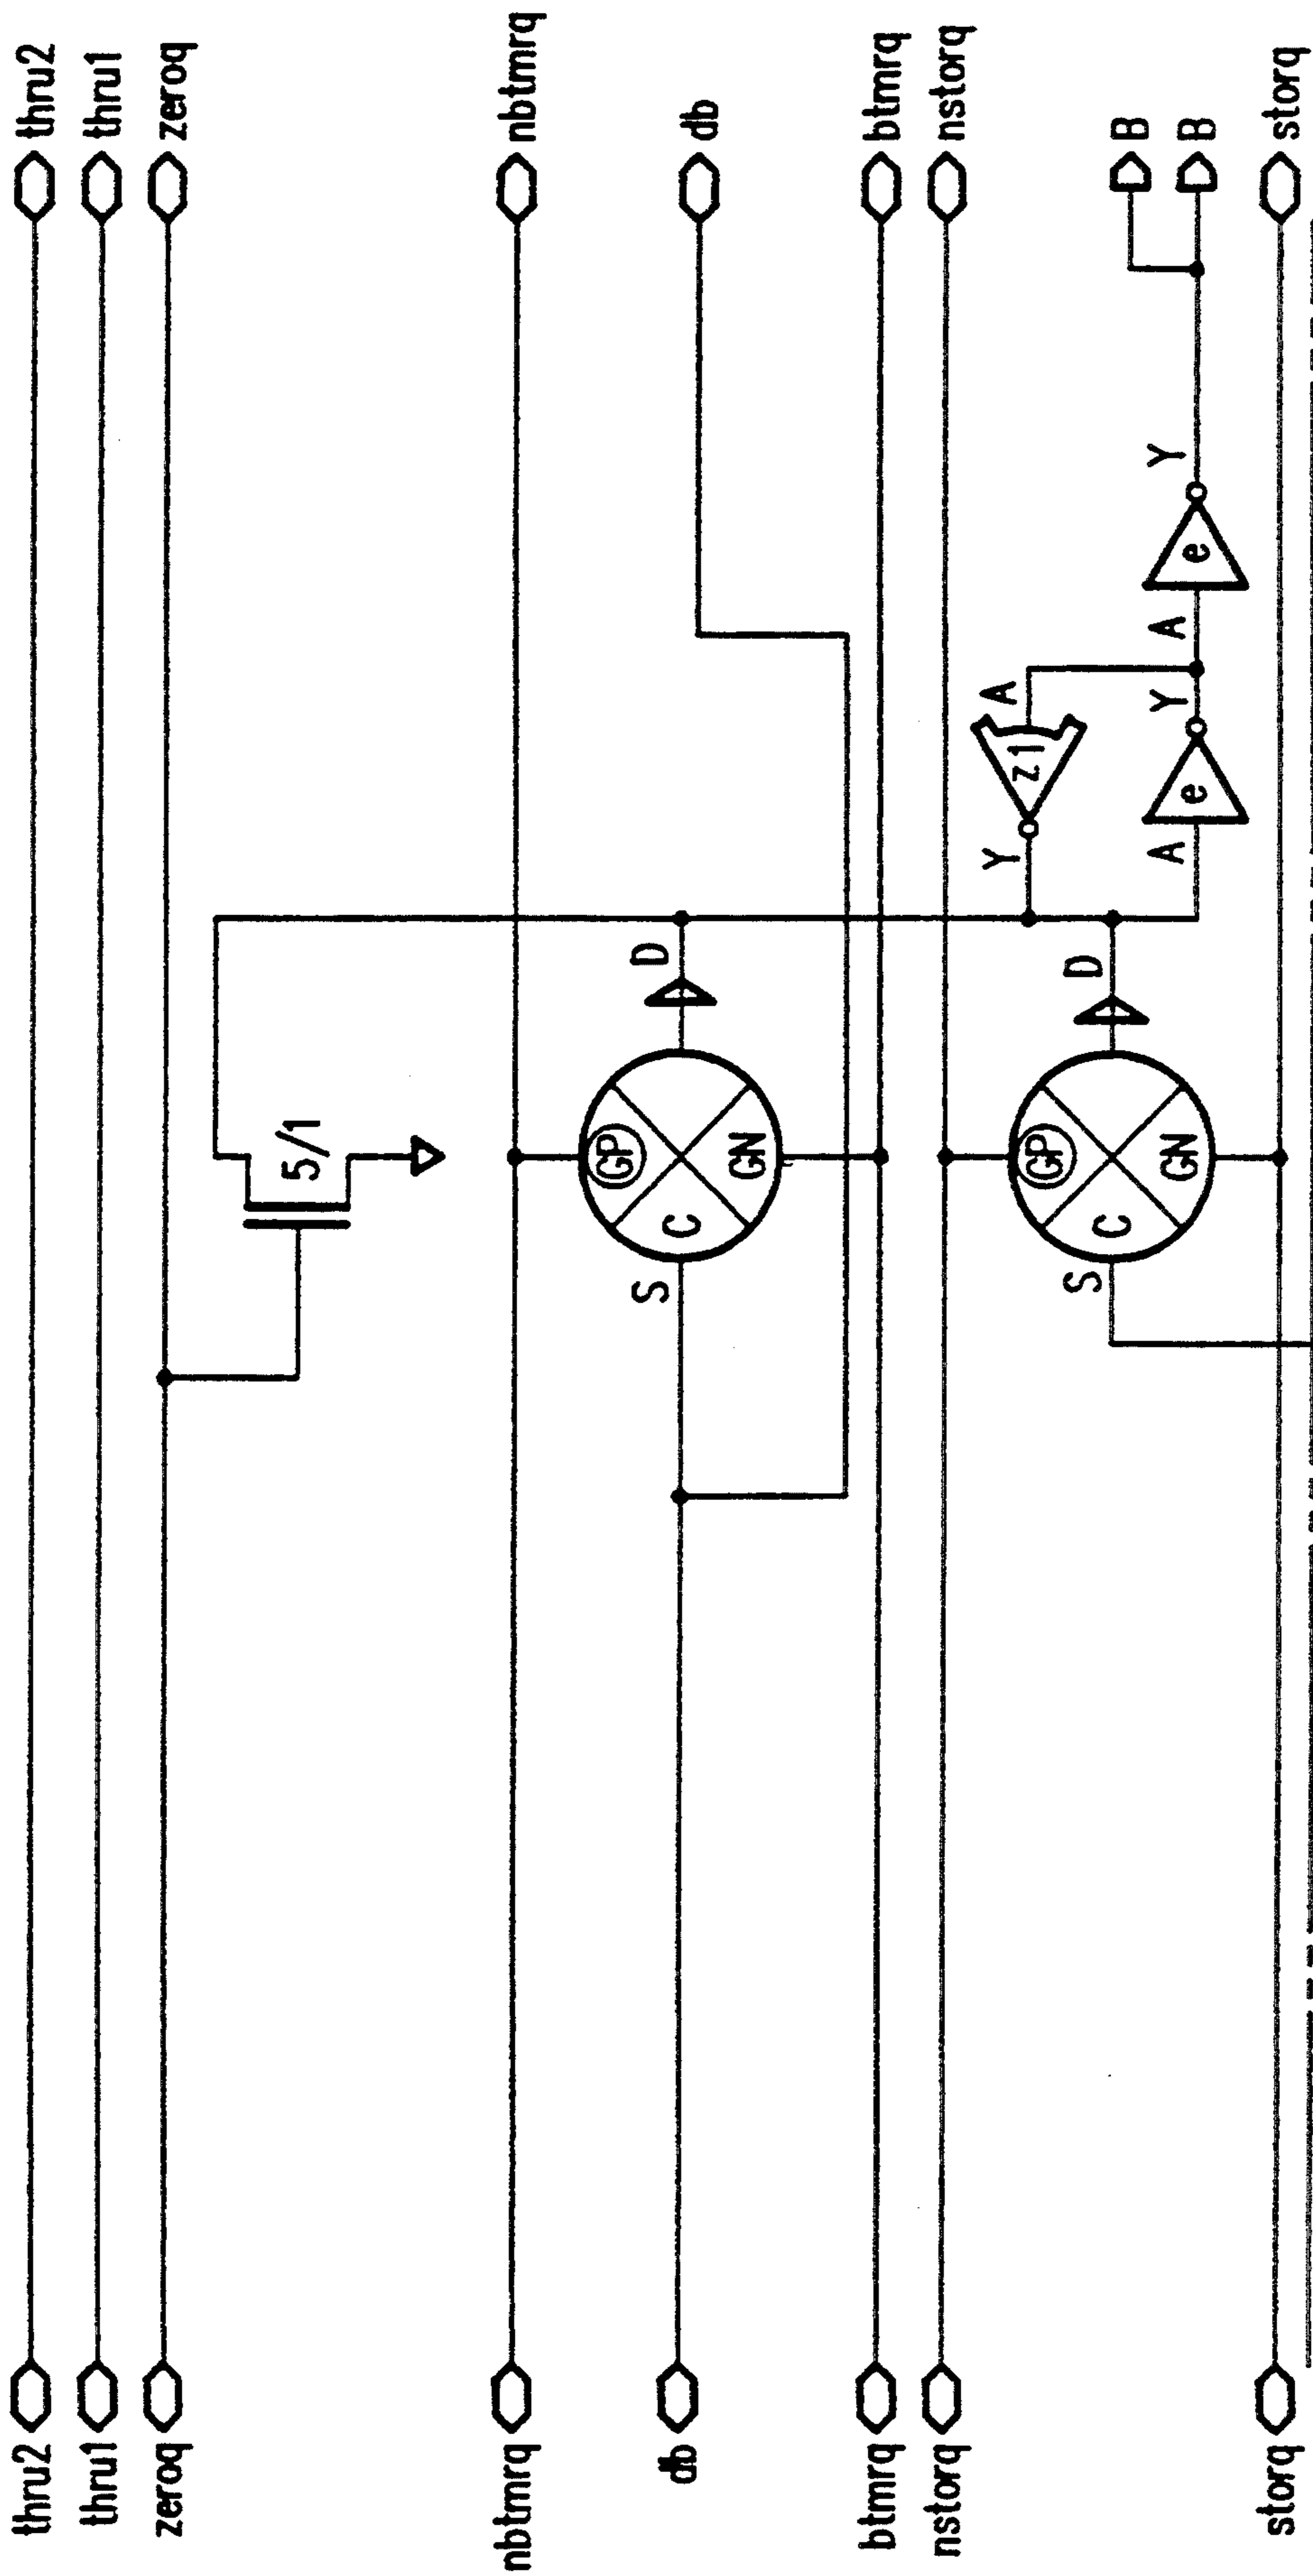 thru2
thru1
zeroq
nbtmrq
db
btmrq
nstorq
storq
5/1
S
C
GP
GN
D
S
C
GP
GN
D
Y
z1
A
A
e
Y
A
e
Y
B
B
thru2
thru1
zeroq
nbtmrq
db
btmrq
nstorq
storq